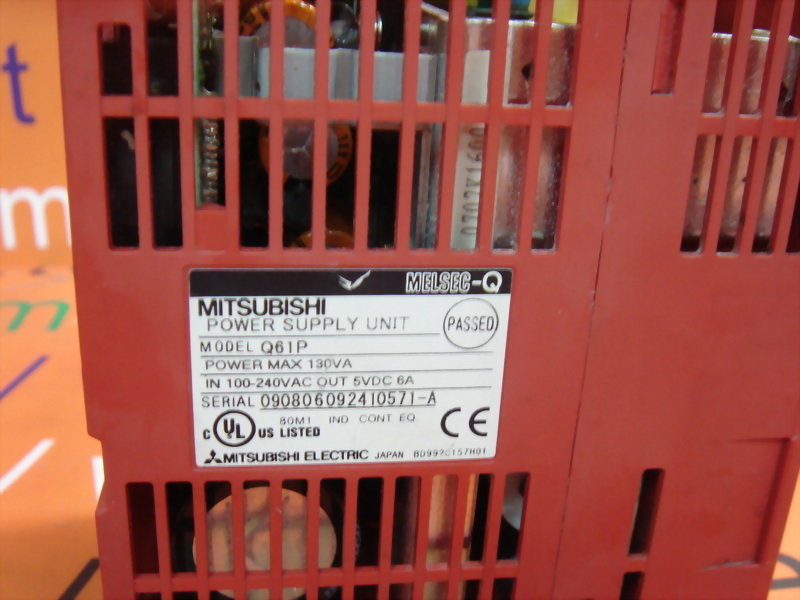 MELSEC-Q
MITSUBISHI
POWER SUPPLY UNIT
PASSED
MODEL Q61P
POWER MAX 130VA
IN 100-240VAC OUT 5VDC 6A
SERIAL 090806092410571-A
80M1 IND CONT EQ
C UL US LISTED
CE
MITSUBISHI ELECTRIC JAPAN